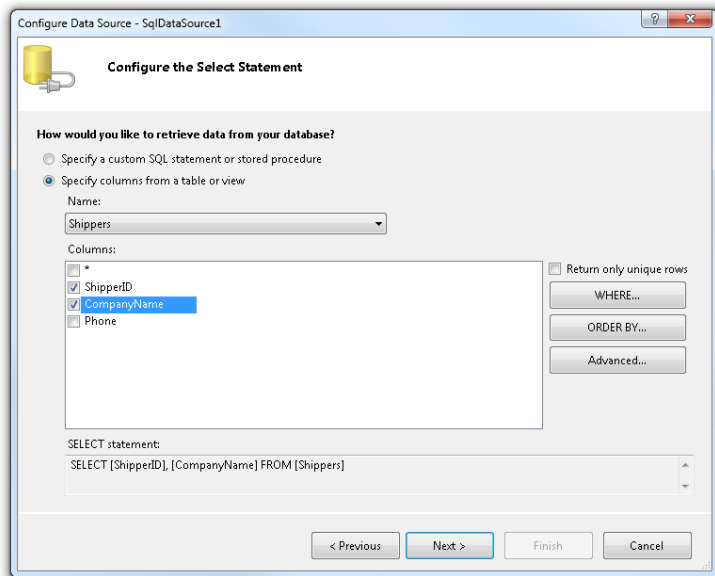 Configure Data Source - SqlDataSource1
Configure the Select Statement
How would you like to retrieve data from your database?
Specify a custom SQL statement or stored procedure
Specify columns from a table or view
Name:
Shippers
Columns:
*
Return only unique rows
ShipperID
WHERE...
CompanyName
Phone
ORDER BY...
Advanced...
SELECT statement:
SELECT [ShipperID], [CompanyName] FROM [Shippers]
< Previous
Next >
Finish
Cancel